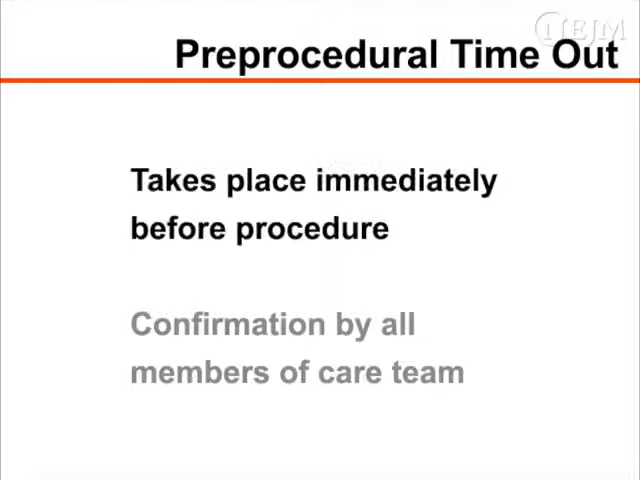 NEJM
Preprocedural Time Out
Takes place immediately
before procedure
Confirmation by all
members of care team